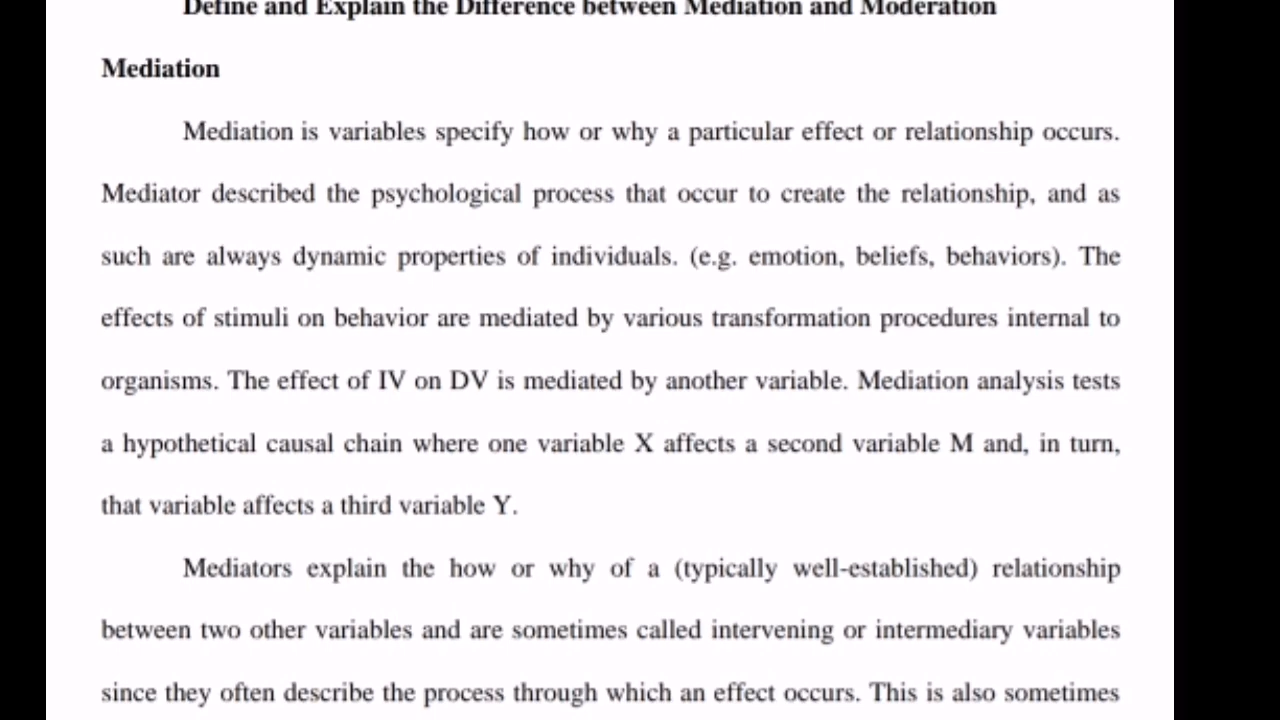 Define and Explain the Difference between Mediation and Moderation
Mediation
Mediation is variables specify how or why a particular effect or relationship occurs.
Mediator described the psychological process that occur to create the relationship, and as
such are always dynamic properties of individuals. (e.g. emotion, beliefs, behaviors). The
effects of stimuli on behavior are mediated by various transformation procedures internal to
organisms. The effect of IV on DV is mediated by another variable. Mediation analysis tests
a hypothetical causal chain where one variable X affects a second variable M and, in turn,
that variable affects a third variable Y.
Mediators explain the how or why of a (typically well-established) relationship
between two other variables and are sometimes called intervening or intermediary variables
since they often describe the process through which an effect occurs. This is also sometimes